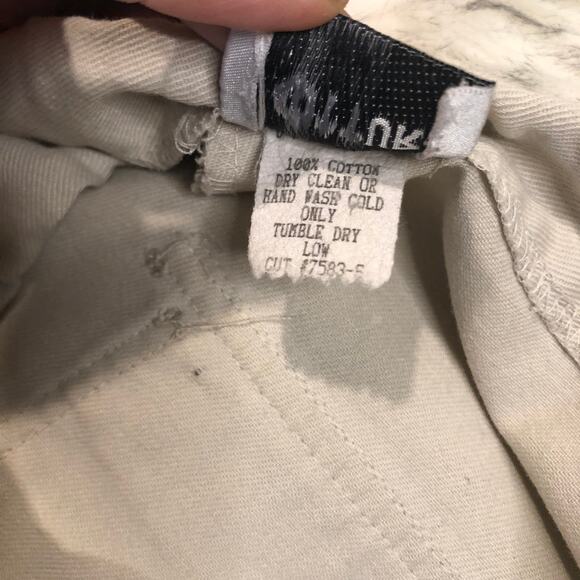 100% COTTON
DRY CLEAN OR
HAND WASH COLD
ONLY
TUMBLE DRY
LOW
CUT #7583-5